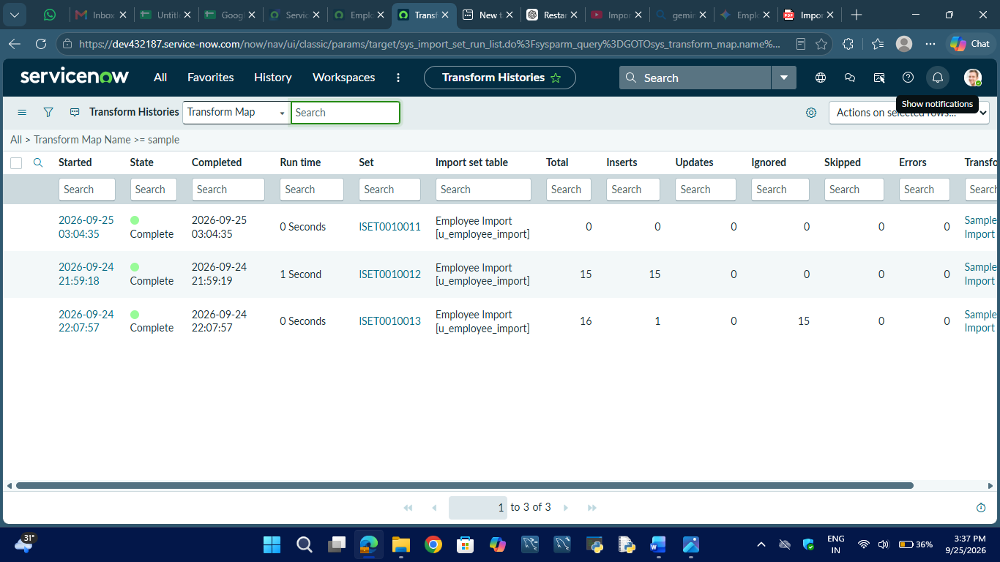 Inbox
Untitl
Goog
Servic
Emplo
Transf
New t
Restar
Impor
gemin
Emplo
PDF
Impor
https://dev432187.service-now.com/now/nav/ui/classic/params/target/sys_import_set_run_list.do%3Fsysparm_query%3DGOTOsys_transform_map.name%...
Chat
servicenow All Favorites History Workspaces Transform Histories Search
Show notifications
Transform Histories Transform Map Search Actions on selected rows...
All > Transform Map Name >= sample
Started State Completed Run time Set Import set table Total Inserts Updates Ignored Skipped Errors Transfo
Search Search Search Search Search Search Search Search Search Search Search Search Search
2026-09-25 2026-09-25 Employee Import Sample
03:04:35 Complete 03:04:35 0 Seconds ISET0010011 [u_employee_import] 0 0 0 0 0 0 Import
2026-09-24 2026-09-24 Employee Import Sample
21:59:18 Complete 21:59:19 1 Second ISET0010012 [u_employee_import] 15 15 0 0 0 0 Import
2026-09-24 2026-09-24 Employee Import Sample
22:07:57 Complete 22:07:57 0 Seconds ISET0010013 [u_employee_import] 16 1 0 15 0 0 Import
1 to 3 of 3
31°
ENG
IN
36%
3:37 PM
9/25/2026